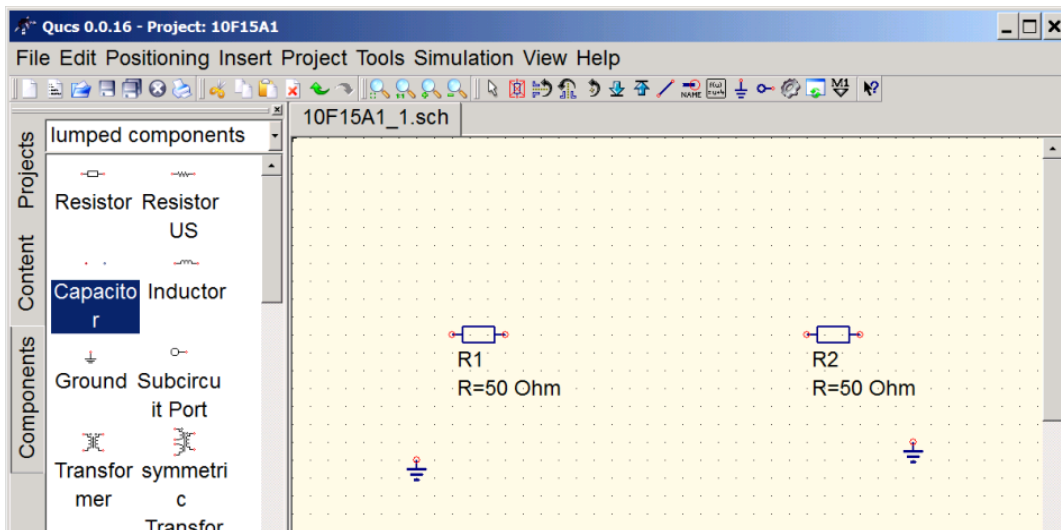 Qucs 0.0.16 - Project: 10F15A1
File Edit Positioning Insert Project Tools Simulation View Help
NAME
10F15A1_1.sch
lumped components
Projects
Content
Components
Resistor
Resistor
US
Capacito
r
Inductor
Ground
Subcircu
it Port
Transfor
mer
symmetri
c
Transfor
R1
R=50 Ohm
R2
R=50 Ohm